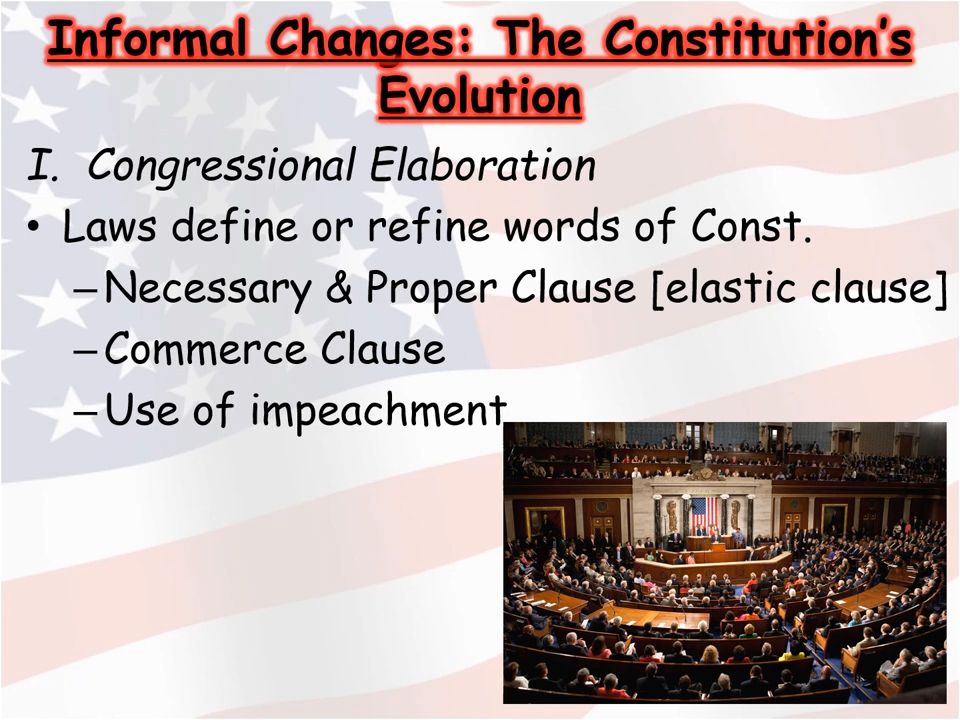 Informal Changes: The Constitution’s
Evolution
I. Congressional Elaboration
• Laws define or refine words of Const.
–Necessary & Proper Clause [elastic clause]
–Commerce Clause
–Use of impeachment